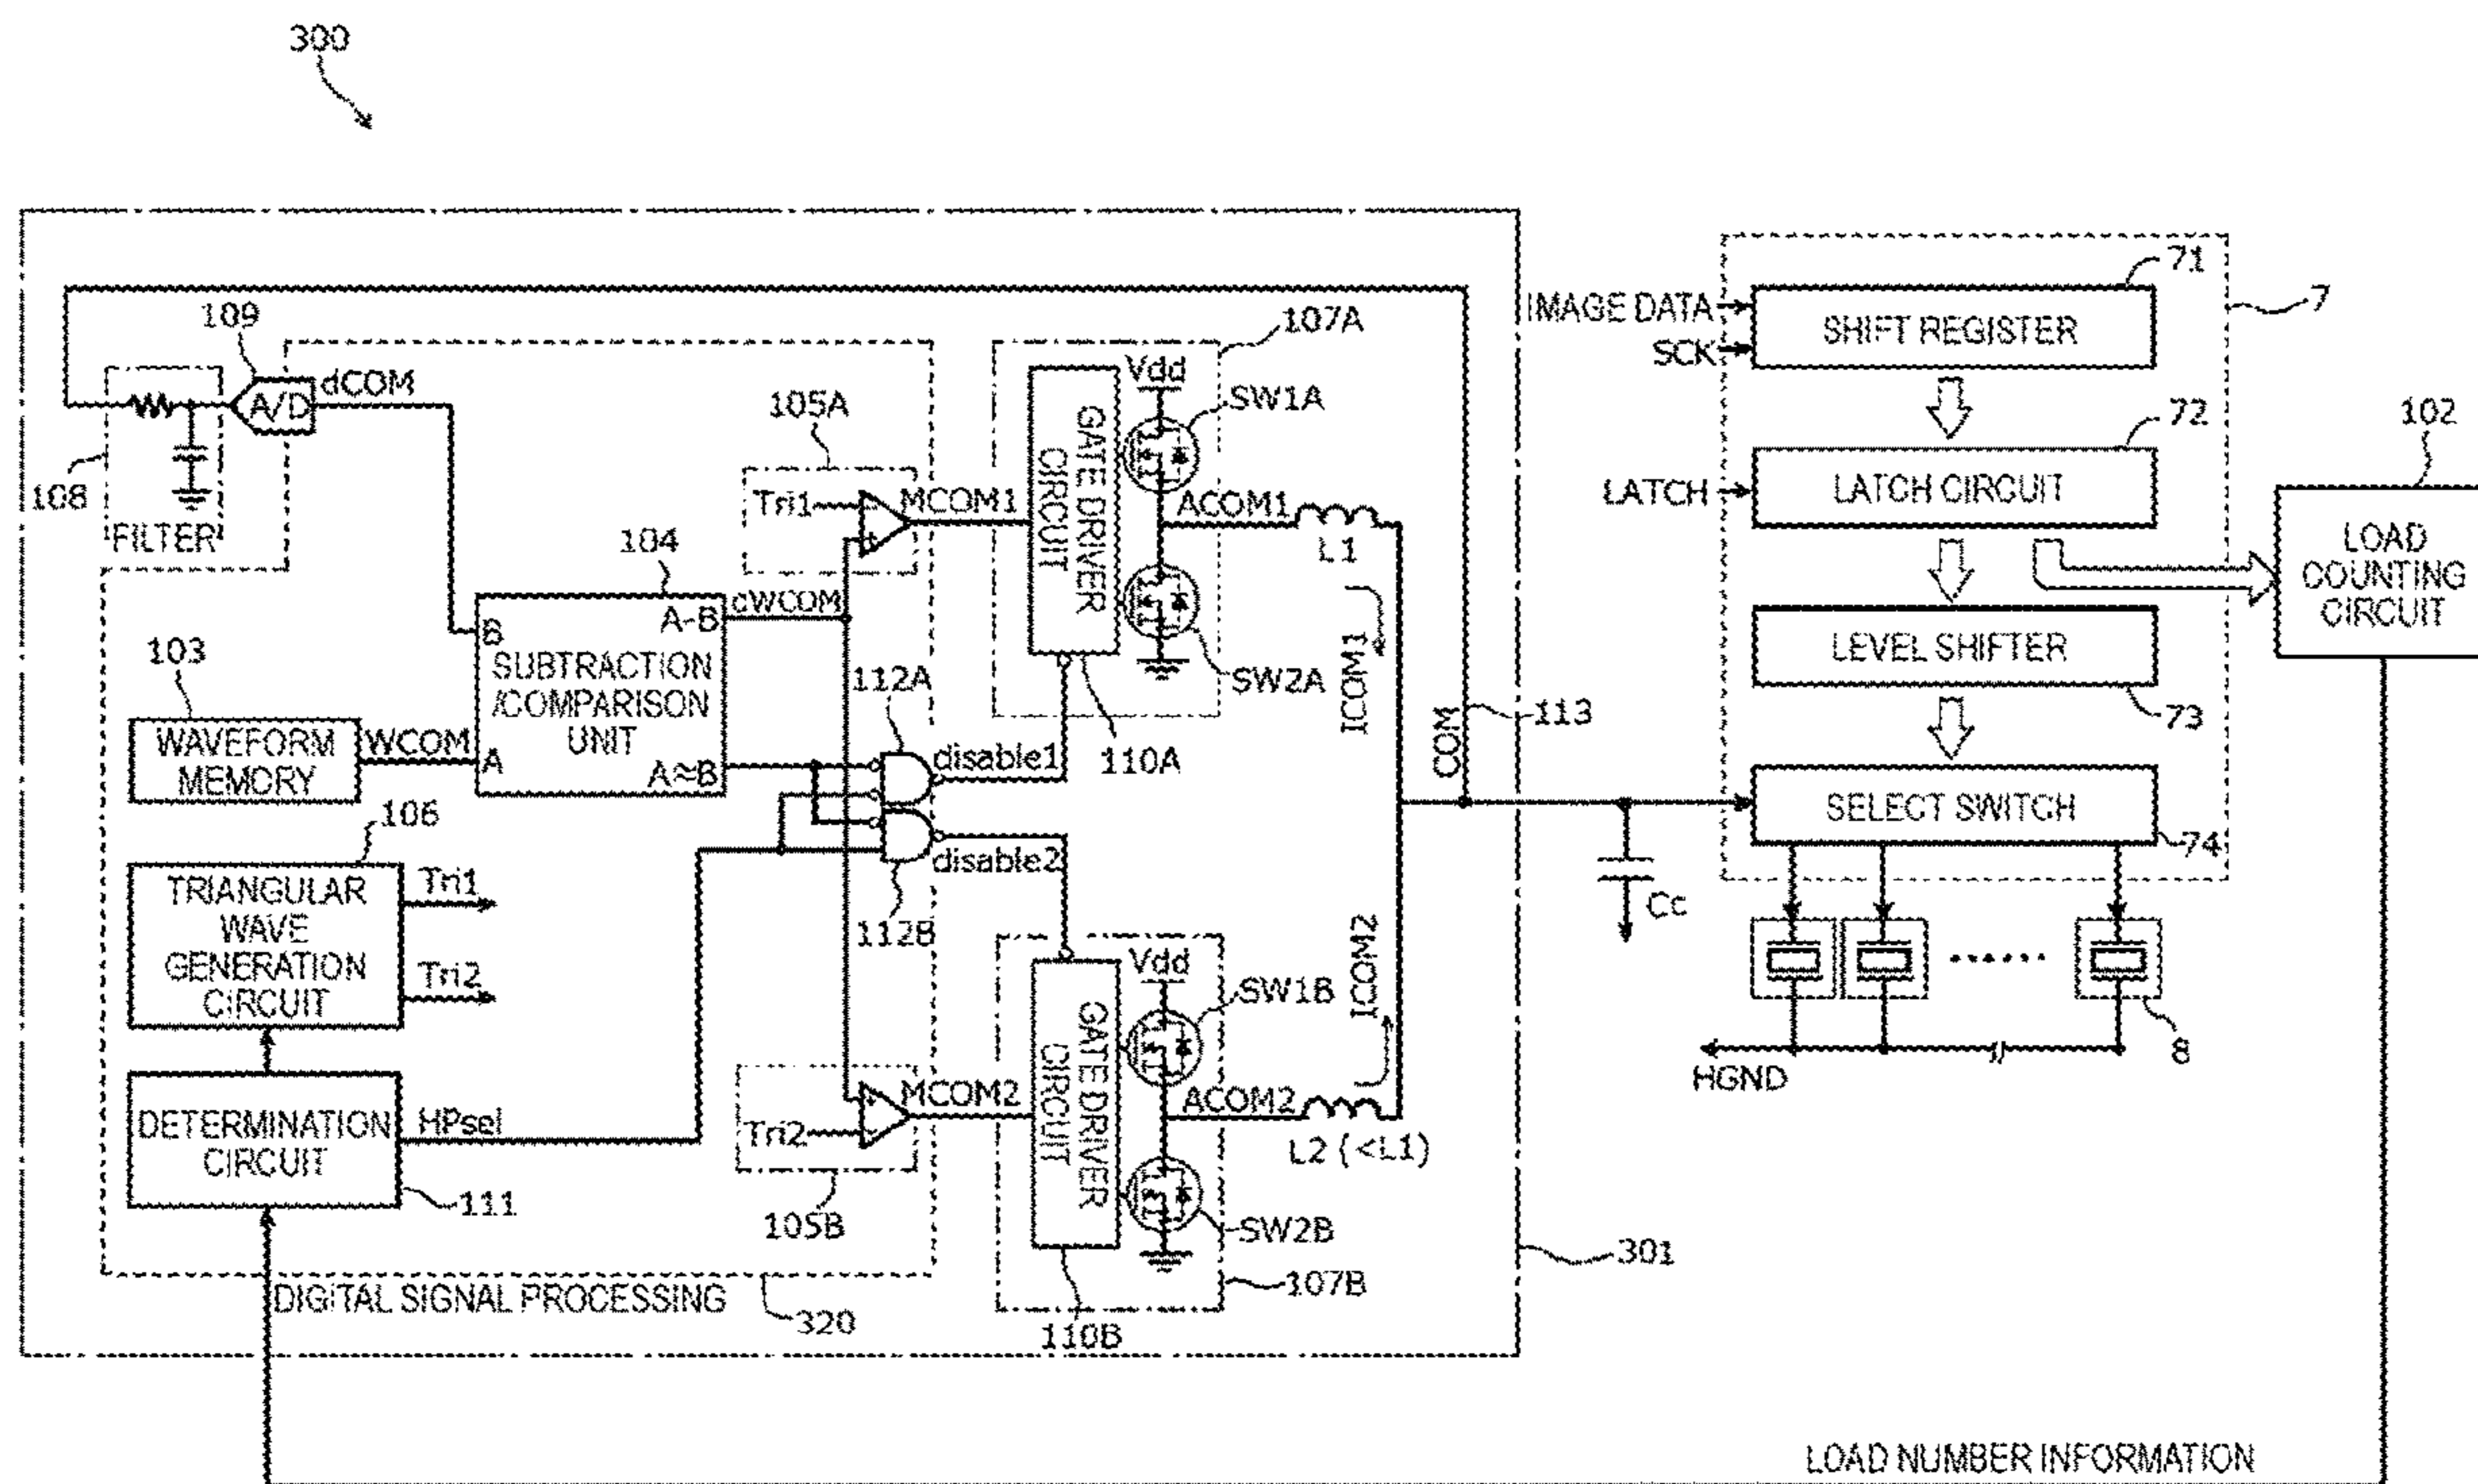 300
109
dCOM
A/D
108
FILTER
105A
Tri1
MCOM1
107A
Vdd
SW1A
GATE DRIVER
CIRCUIT
ACOM1
L1
SW2A
110A
ICOM1
104
dWCOM
A-B
B
SUBTRACTION
/COMPARISON
UNIT
A
A≈B
103
WAVEFORM
MEMORY
WCOM
112A
disable1
disable2
112B
106
TRIANGULAR
WAVE
GENERATION
CIRCUIT
Tri1
Tri2
DETERMINATION
CIRCUIT
HPsel
111
MCOM2
Tri2
105B
Vdd
SW1B
GATE DRIVER
CIRCUIT
ACOM2
L2 (<L1)
SW2B
107B
110B
ICOM2
COM
113
301
DIGITAL SIGNAL PROCESSING
320
IMAGE DATA
SCK
71
SHIFT REGISTER
7
LATCH
72
LATCH CIRCUIT
102
LOAD
COUNTING
CIRCUIT
LEVEL SHIFTER
73
SELECT SWITCH
74
Cc
8
HGND
LOAD NUMBER INFORMATION